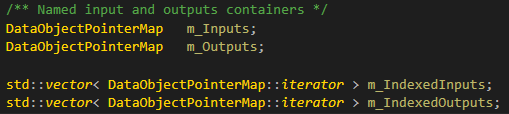 /** Named input and outputs containers */
DataObjectPointerMap m_Inputs;
DataObjectPointerMap m_Outputs;
std::vector< DataObjectPointerMap::iterator > m_IndexedInputs;
std::vector< DataObjectPointerMap::iterator > m_IndexedOutputs;